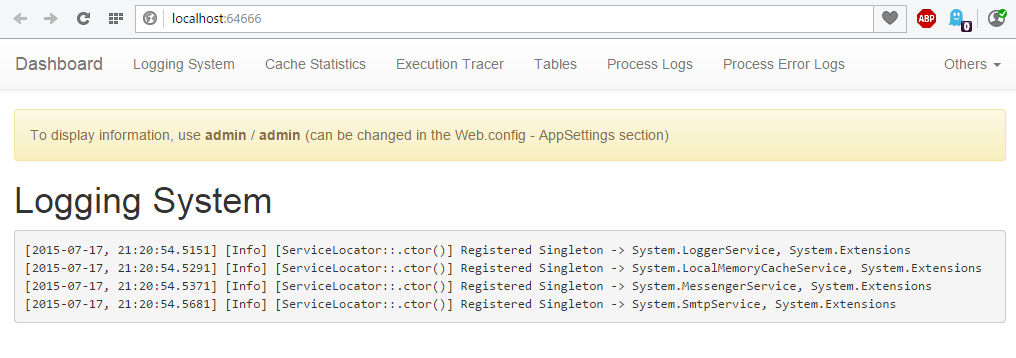 localhost:64666
ABP
0
Dashboard Logging System Cache Statistics Execution Tracer Tables Process Logs Process Error Logs Others
To display information, use admin / admin (can be changed in the Web.config - AppSettings section)
Logging System
[2015-07-17, 21:20:54.5151] [Info] [ServiceLocator::.ctor()] Registered Singleton -> System.LoggerService, System.Extensions
[2015-07-17, 21:20:54.5291] [Info] [ServiceLocator::.ctor()] Registered Singleton -> System.LocalMemoryCacheService, System.Extensions
[2015-07-17, 21:20:54.5371] [Info] [ServiceLocator::.ctor()] Registered Singleton -> System.MessengerService, System.Extensions
[2015-07-17, 21:20:54.5681] [Info] [ServiceLocator::.ctor()] Registered Singleton -> System.SmtpService, System.Extensions